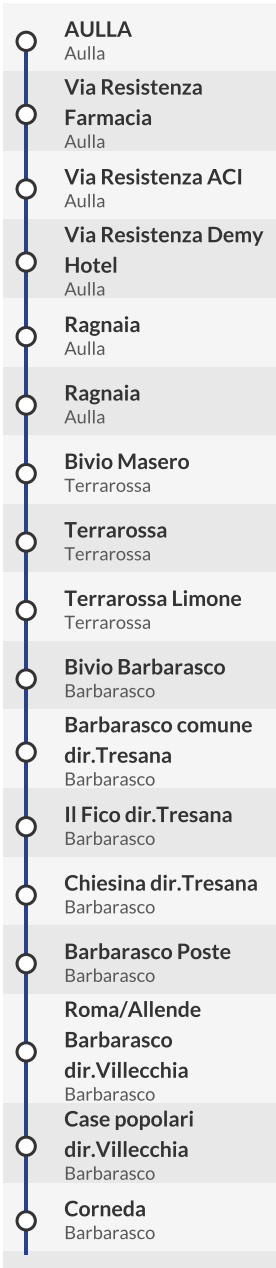 AULLA
Aulla
Via Resistenza
Farmacia
Aulla
Via Resistenza ACI
Aulla
Via Resistenza Demy
Hotel
Aulla
Ragnaia
Aulla
Ragnaia
Aulla
Bivio Masero
Terrarossa
Terrarossa
Terrarossa
Terrarossa Limone
Terrarossa
Bivio Barbarasco
Barbarasco
Barbarasco comune
dir.Tresana
Barbarasco
Il Fico dir.Tresana
Barbarasco
Chiesina dir.Tresana
Barbarasco
Barbarasco Poste
Barbarasco
Roma/Allende
Barbarasco
dir.Villecchia
Barbarasco
Case popolari
dir.Villecchia
Barbarasco
Corneda
Barbarasco